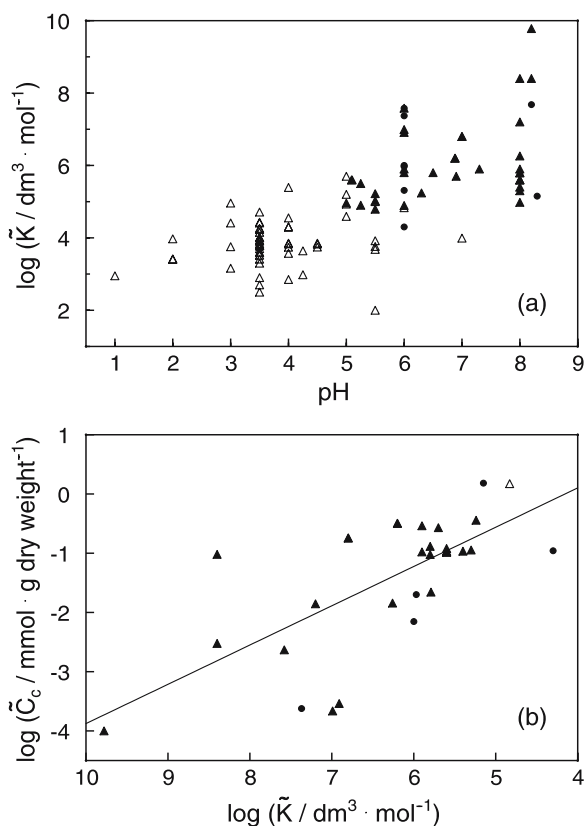 10
8
6
4
2
log (K̃ / dm³ · mol⁻¹)
(a)
1 2 3 4 5 6 7 8 9
pH
1
0
-1
-2
-3
-4
log (C̃c / mmol · g dry weight⁻¹)
(b)
10 9 8 7 6 5 4
log (K̃ / dm³ · mol⁻¹)